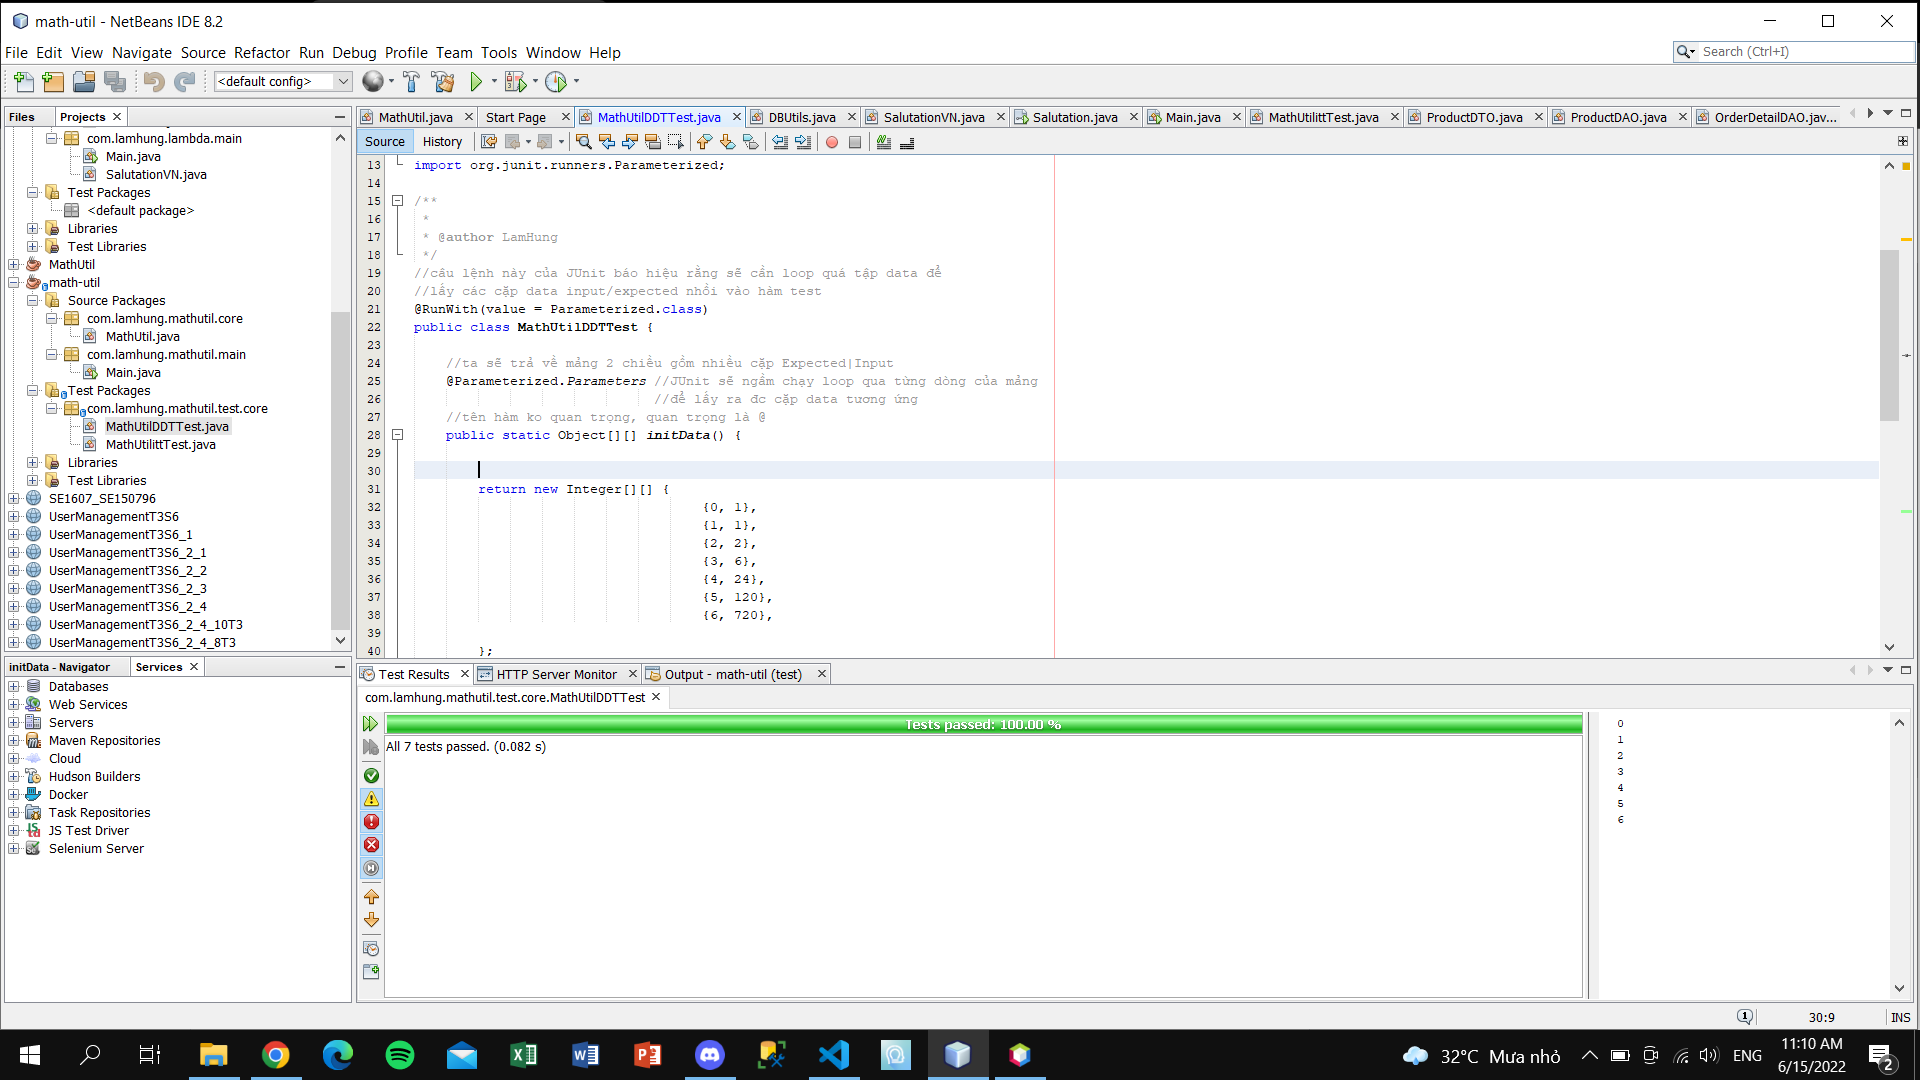 math-util - NetBeans IDE 8.2
File Edit View Navigate Source Refactor Run Debug Profile Team Tools Window Help
Search (Ctrl+I)
<default config>
Files
Projects
com.lamhung.lambda.main
Main.java
SalutationVN.java
Test Packages
<default package>
Libraries
Test Libraries
MathUtil
math-util
Source Packages
com.lamhung.mathutil.core
MathUtil.java
com.lamhung.mathutil.main
Main.java
Test Packages
com.lamhung.mathutil.test.core
MathUtilDDTTest.java
MathUtilttTest.java
Libraries
Test Libraries
SE1607_SE150796
UserManagementT3S6
UserManagementT3S6_1
UserManagementT3S6_2_1
UserManagementT3S6_2_2
UserManagementT3S6_2_3
UserManagementT3S6_2_4
UserManagementT3S6_2_4_10T3
UserManagementT3S6_2_4_8T3
initData - Navigator
Services
Databases
Web Services
Servers
Maven Repositories
Cloud
Hudson Builders
Docker
Task Repositories
JS Test Driver
Selenium Server
MathUtil.java
Start Page
MathUtilDDTTest.java
DBUtils.java
SalutationVN.java
Salutation.java
Main.java
MathUtilittTest.java
ProductDTO.java
ProductDAO.java
OrderDetailDAO.jav...
Source
History
13 import org.junit.runners.Parameterized;
14
15 /**
16 *
17 * @author LamHung
18 */
19 //câu lệnh này của JUnit báo hiệu rằng sẽ cần loop quá tập data để
20 //lấy các cặp data input/expected nhồi vào hàm test
21 @RunWith(value = Parameterized.class)
22 public class MathUtilDDTTest {
23
24 //ta sẽ trả về mảng 2 chiều gồm nhiều cặp Expected|Input
25 @Parameterized.Parameters //JUnit sẽ ngầm chạy loop qua từng dòng của mảng
26 //để lấy ra đc cặp data tương ứng
27 //tên hàm ko quan trọng, quan trọng là @
28 public static Object[][] initData() {
29
30
31 return new Integer[][] {
32 {0, 1},
33 {1, 1},
34 {2, 2},
35 {3, 6},
36 {4, 24},
37 {5, 120},
38 {6, 720},
39
40 };
Test Results
HTTP Server Monitor
Output - math-util (test)
com.lamhung.mathutil.test.core.MathUtilDDTTest
Tests passed: 100.00 %
All 7 tests passed. (0.082 s)
0
1
2
3
4
5
6
1
30:9
INS
32°C Mưa nhỏ
ENG
11:10 AM
6/15/2022
2